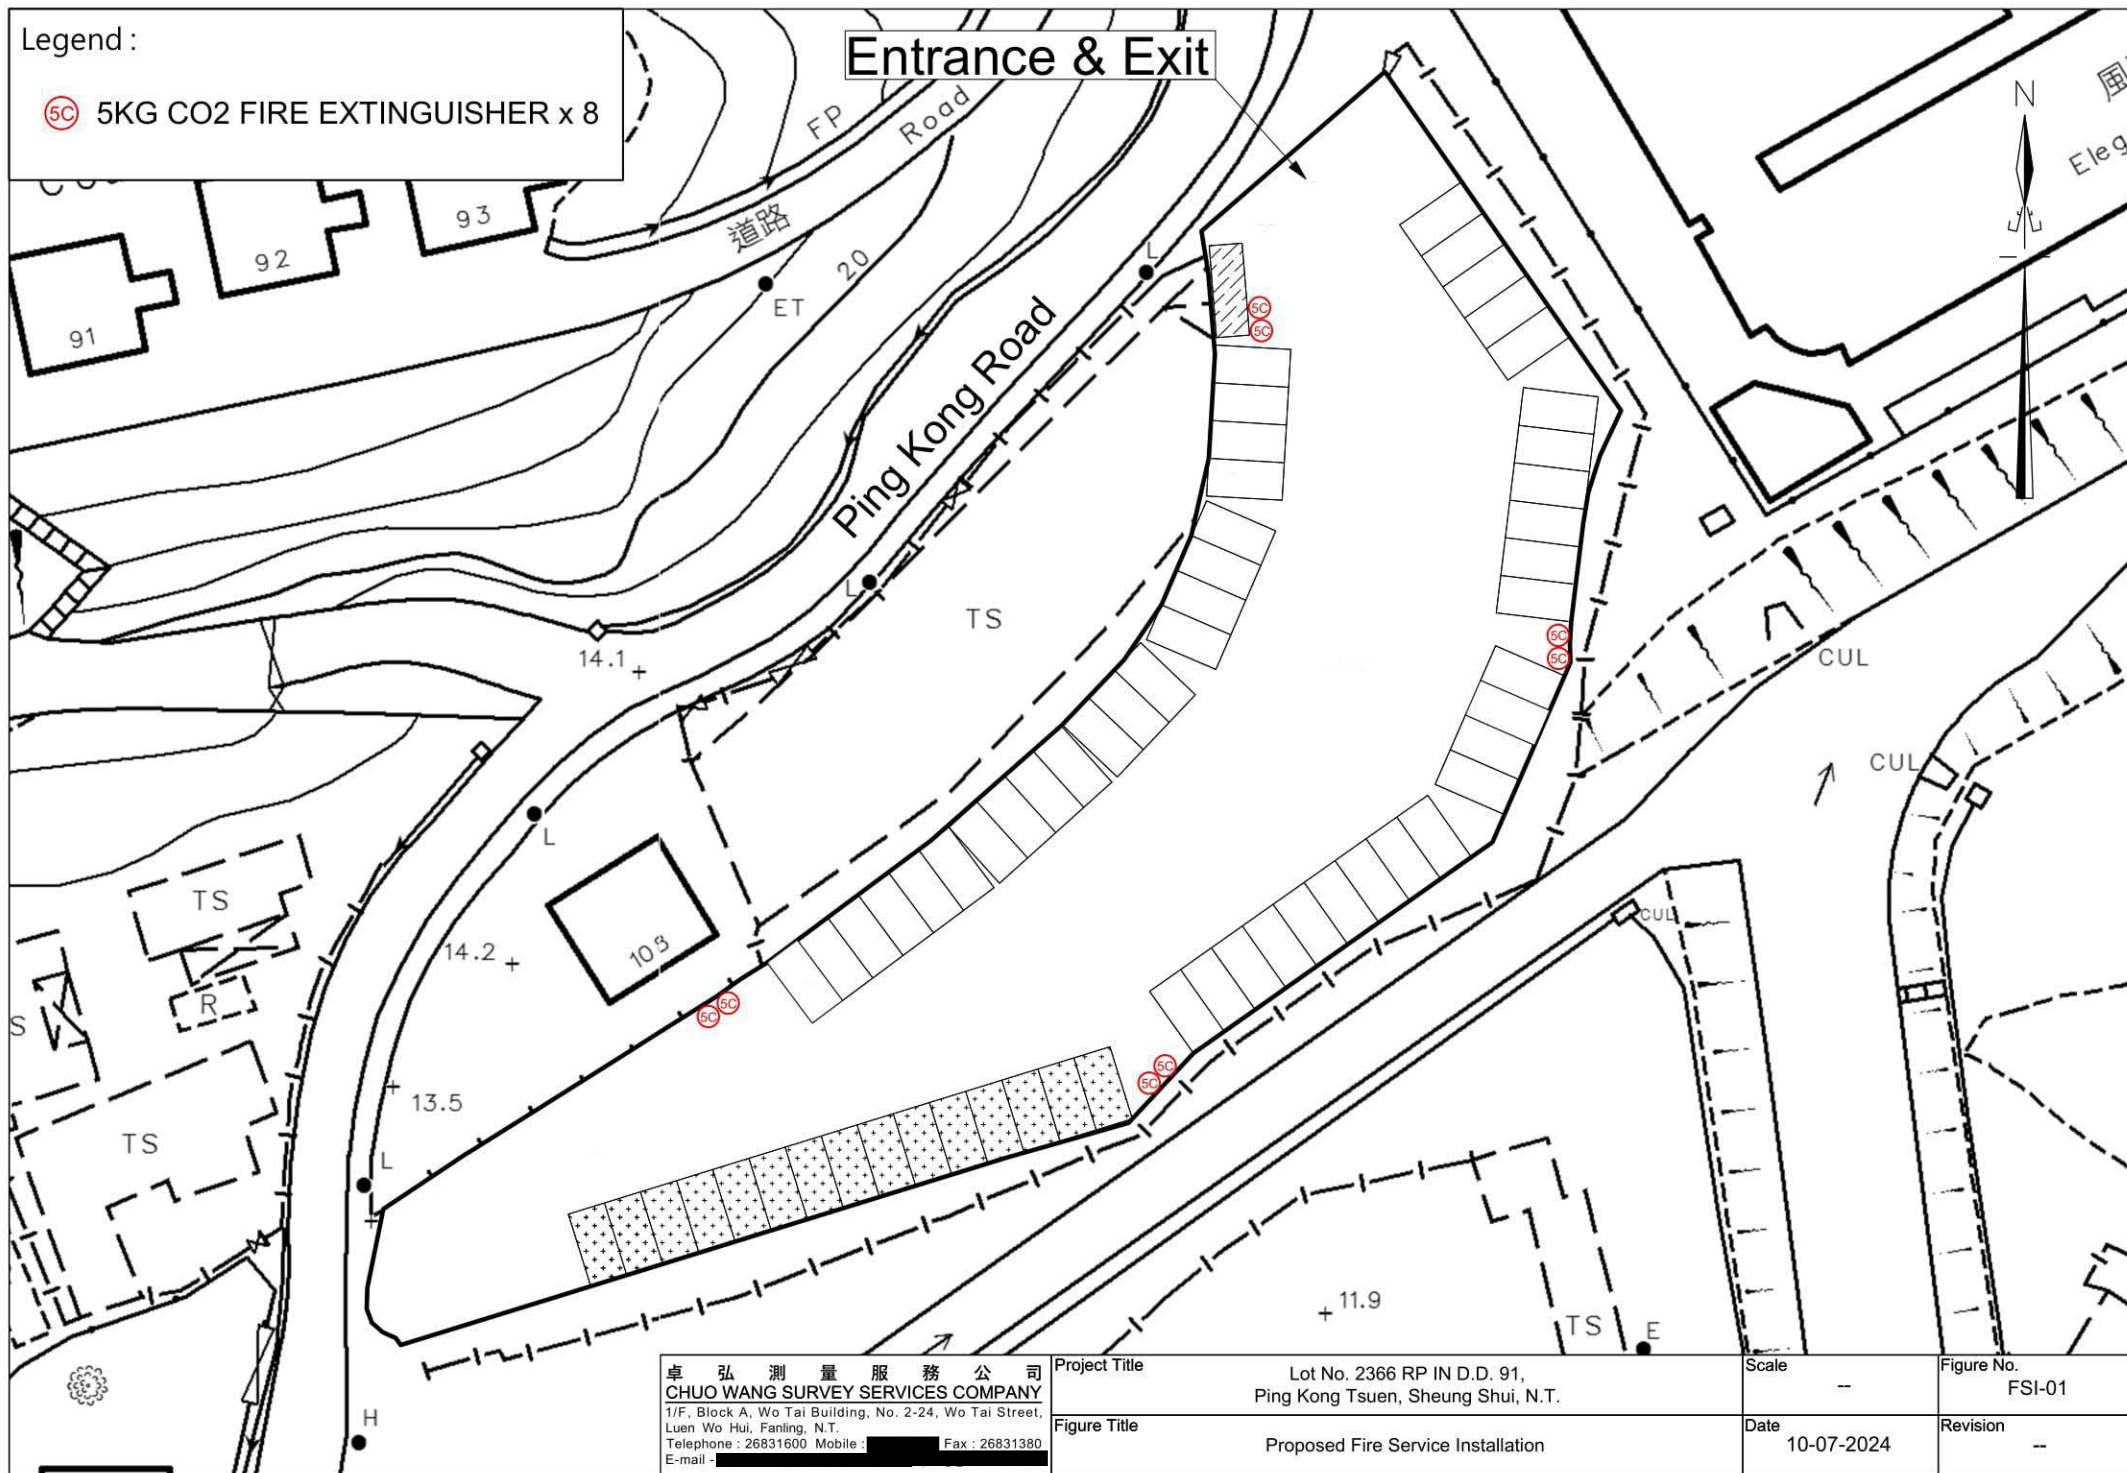 Legend :
5C 5KG CO2 FIRE EXTINGUISHER x 8
Entrance & Exit
FP
Road
道路
20
ET
93
92
91
L
Ping Kong Road
N
風
Eleg
5C
5C
TS
L
14.1
5C
5C
CUL
CUL
L
TS
14.2
103
R
S
5C
5C
CUL
13.5
5C
5C
TS
L
11.9
TS
E
H
卓弘測量服務公司
CHUO WANG SURVEY SERVICES COMPANY
1/F, Block A, Wo Tai Building, No. 2-24, Wo Tai Street,
Luen Wo Hui, Fanling, N.T.
Telephone : 26831600 Mobile : Fax : 26831380
E-mail -
Project Title
Lot No. 2366 RP IN D.D. 91,
Ping Kong Tsuen, Sheung Shui, N.T.
Figure Title
Proposed Fire Service Installation
Scale
--
Figure No.
FSI-01
Date
10-07-2024
Revision
--